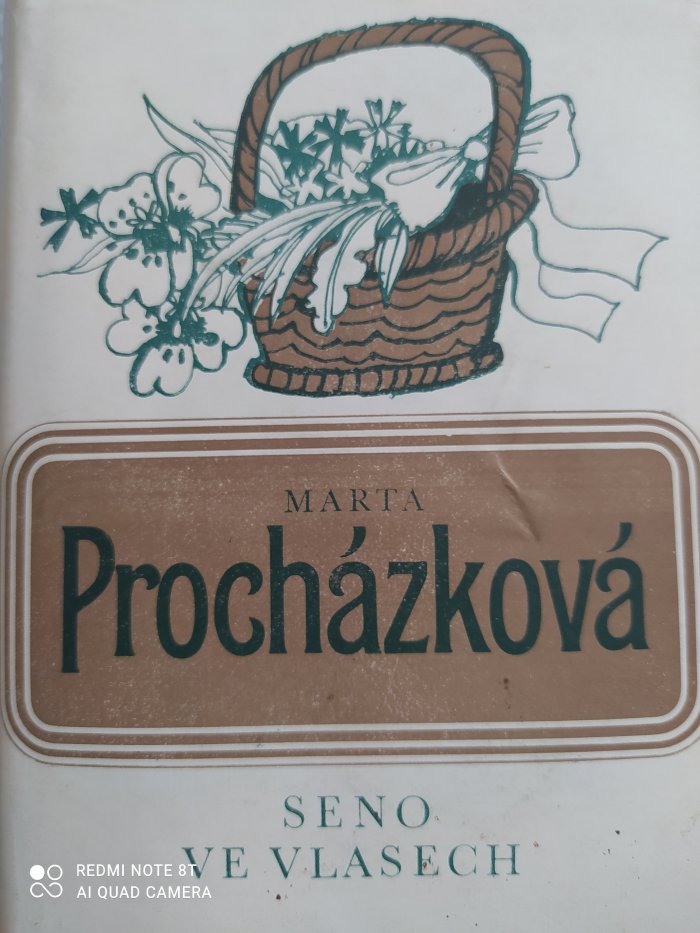 MARTA
Procházková
SENO
VE VLASECH
REDMI NOTE 8T
AI QUAD CAMERA